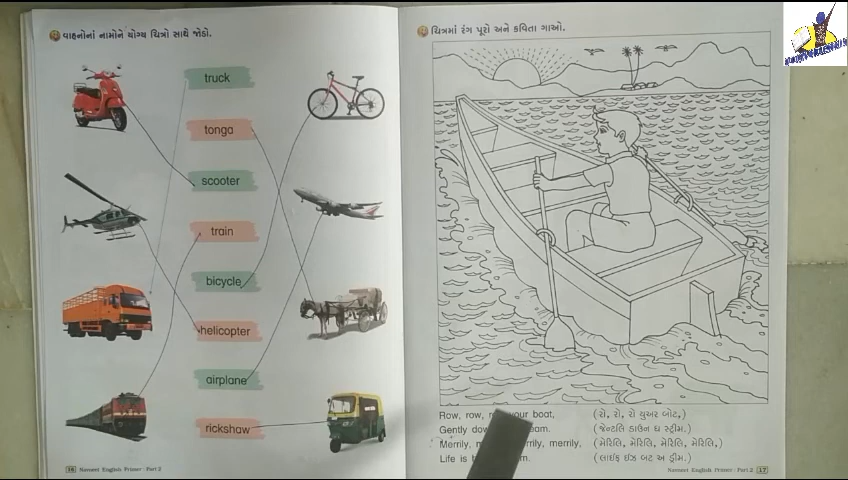 વાહનોનાં નામોને યોગ્ય ચિત્રો સાથે જોડો.
truck
tonga
scooter
train
bicycle
helicopter
airplane
rickshaw
16 Navneet English Primer : Part 2
ચિત્રમાં રંગ પૂરો અને કવિતા ગાઓ.
Row, row, your boat, (રો, રો, રો યુઅર બોટ,)
Gently (જેન્ટલિ ડાઉન ધ સ્ટ્રીમ.)
Merrily, merrily, (મેરિલિ, મેરિલિ, મેરિલિ, મેરિલિ,)
Life is (લાઇફ ઇઝ બટ અ ડ્રીમ.)
Navneet English Primer : Part 2 17